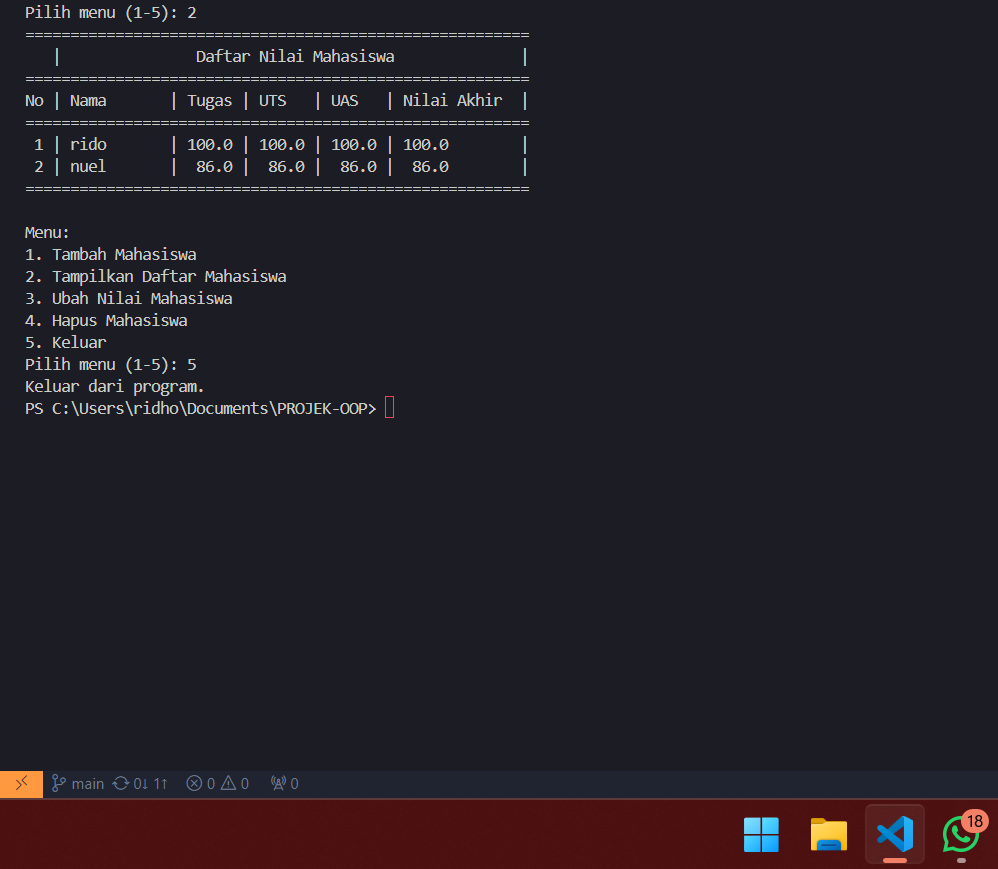 Pilih menu (1-5): 2
========================================================
   |               Daftar Nilai Mahasiswa              |
========================================================
No | Nama       | Tugas | UTS   | UAS   | Nilai Akhir  |
========================================================
 1 | rido       | 100.0 | 100.0 | 100.0 | 100.0        |
 2 | nuel       |  86.0 |  86.0 |  86.0 |  86.0        |
========================================================
Menu:
1. Tambah Mahasiswa
2. Tampilkan Daftar Mahasiswa
3. Ubah Nilai Mahasiswa
4. Hapus Mahasiswa
5. Keluar
Pilih menu (1-5): 5
Keluar dari program.
PS C:\Users\ridho\Documents\PROJEK-OOP>
main 0↓ 1↑ 0 0 0
18